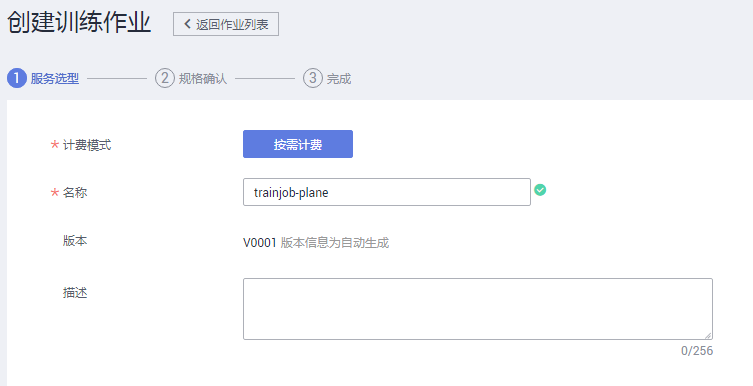 创建训练作业 < 返回作业列表
1 服务选型 2 规格确认 3 完成
* 计费模式 按需计费
* 名称 trainjob-plane
版本 V0001 版本信息为自动生成
描述
0/256